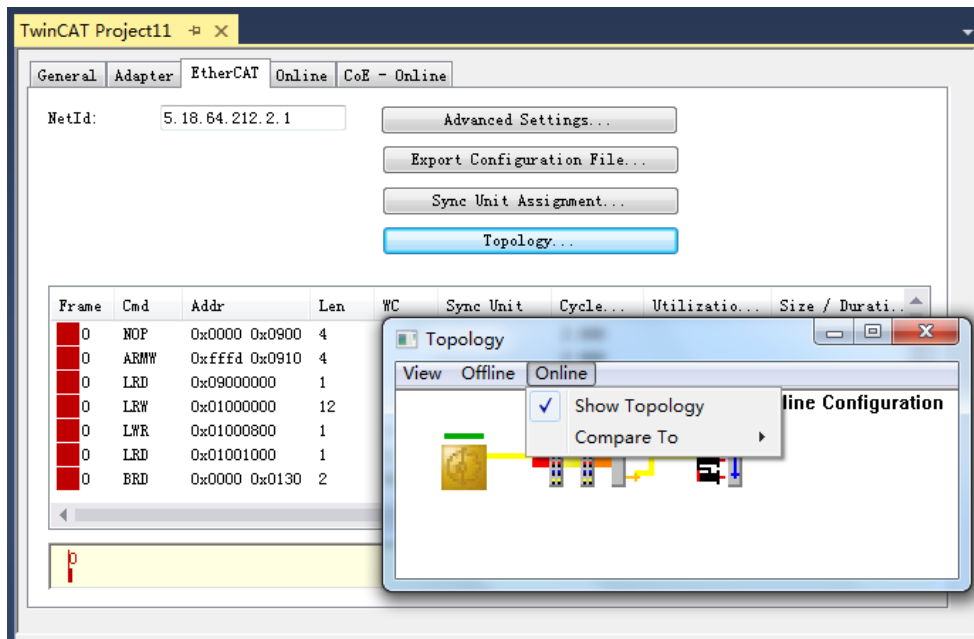 TwinCAT Project11
General Adapter EtherCAT Online CoE - Online
NetId: 5.18.64.212.2.1
Advanced Settings...
Export Configuration File...
Sync Unit Assignment...
Topology...
Frame Cmd Addr Len WC Sync Unit Cycle... Utilizatio... Size / Durati..
0 NOP 0x0000 0x0900 4
0 ARMW 0xfffd 0x0910 4
0 LRD 0x09000000 1
0 LRW 0x01000000 12
0 LWR 0x01000800 1
0 LRD 0x01001000 1
0 BRD 0x0000 0x0130 2
Topology
View Offline Online
Show Topology
Compare To
line Configuration
0